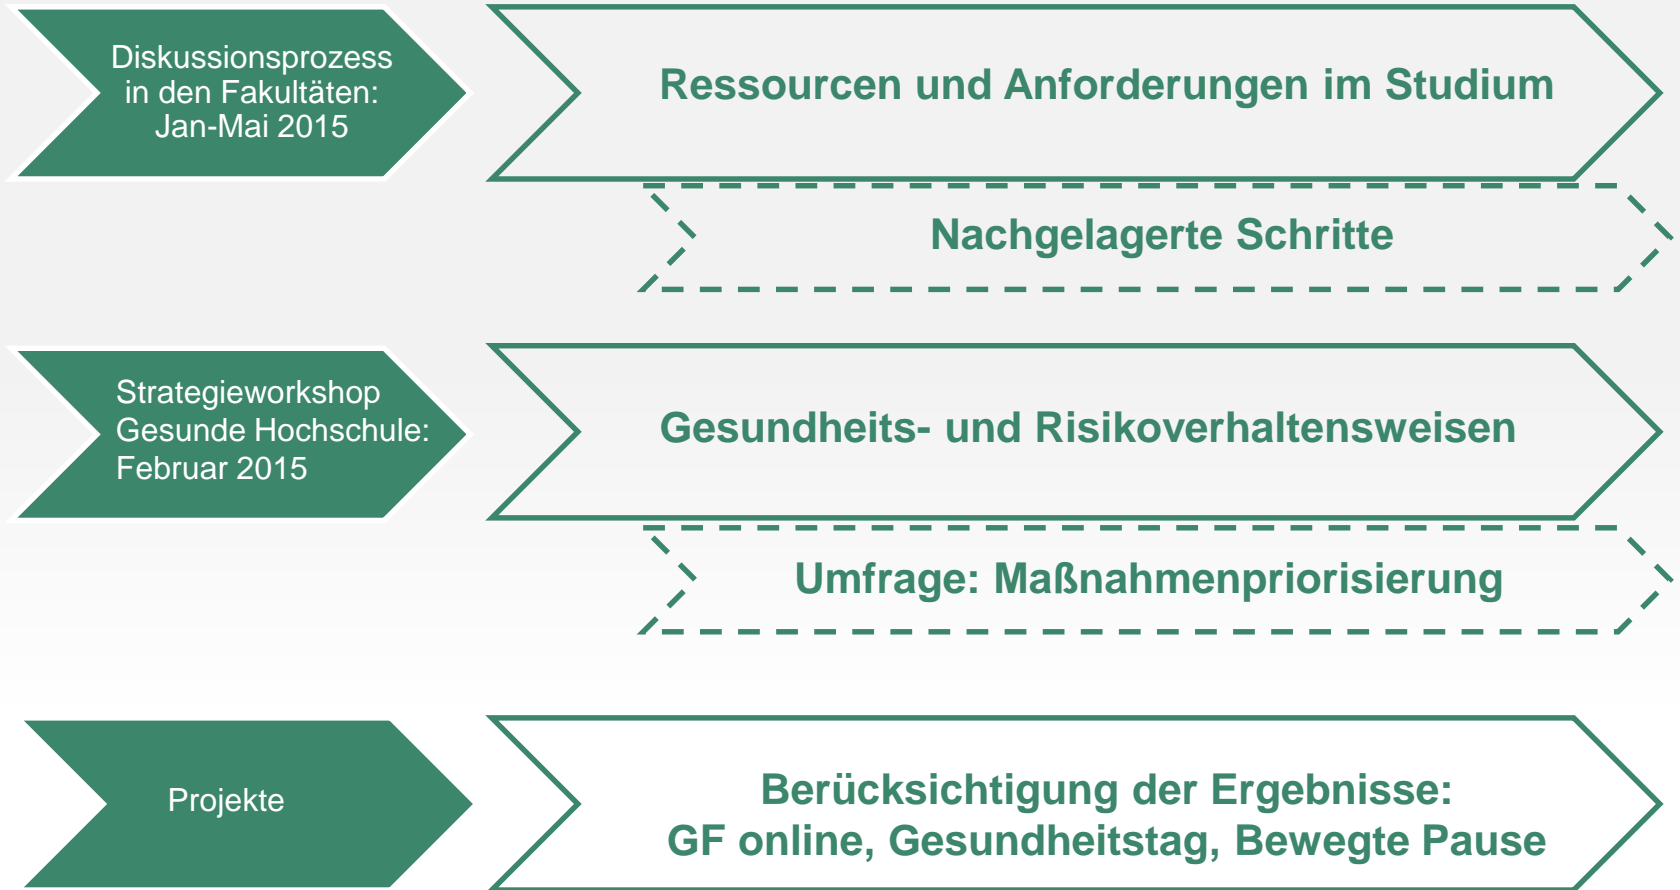 Diskussionsprozess
in den Fakultäten:
Jan-Mai 2015
Ressourcen und Anforderungen im Studium
Nachgelagerte Schritte
Strategieworkshop
Gesunde Hochschule:
Februar 2015
Gesundheits- und Risikoverhaltensweisen
Umfrage: Maßnahmenpriorisierung
Projekte
Berücksichtigung der Ergebnisse:
GF online, Gesundheitstag, Bewegte Pause